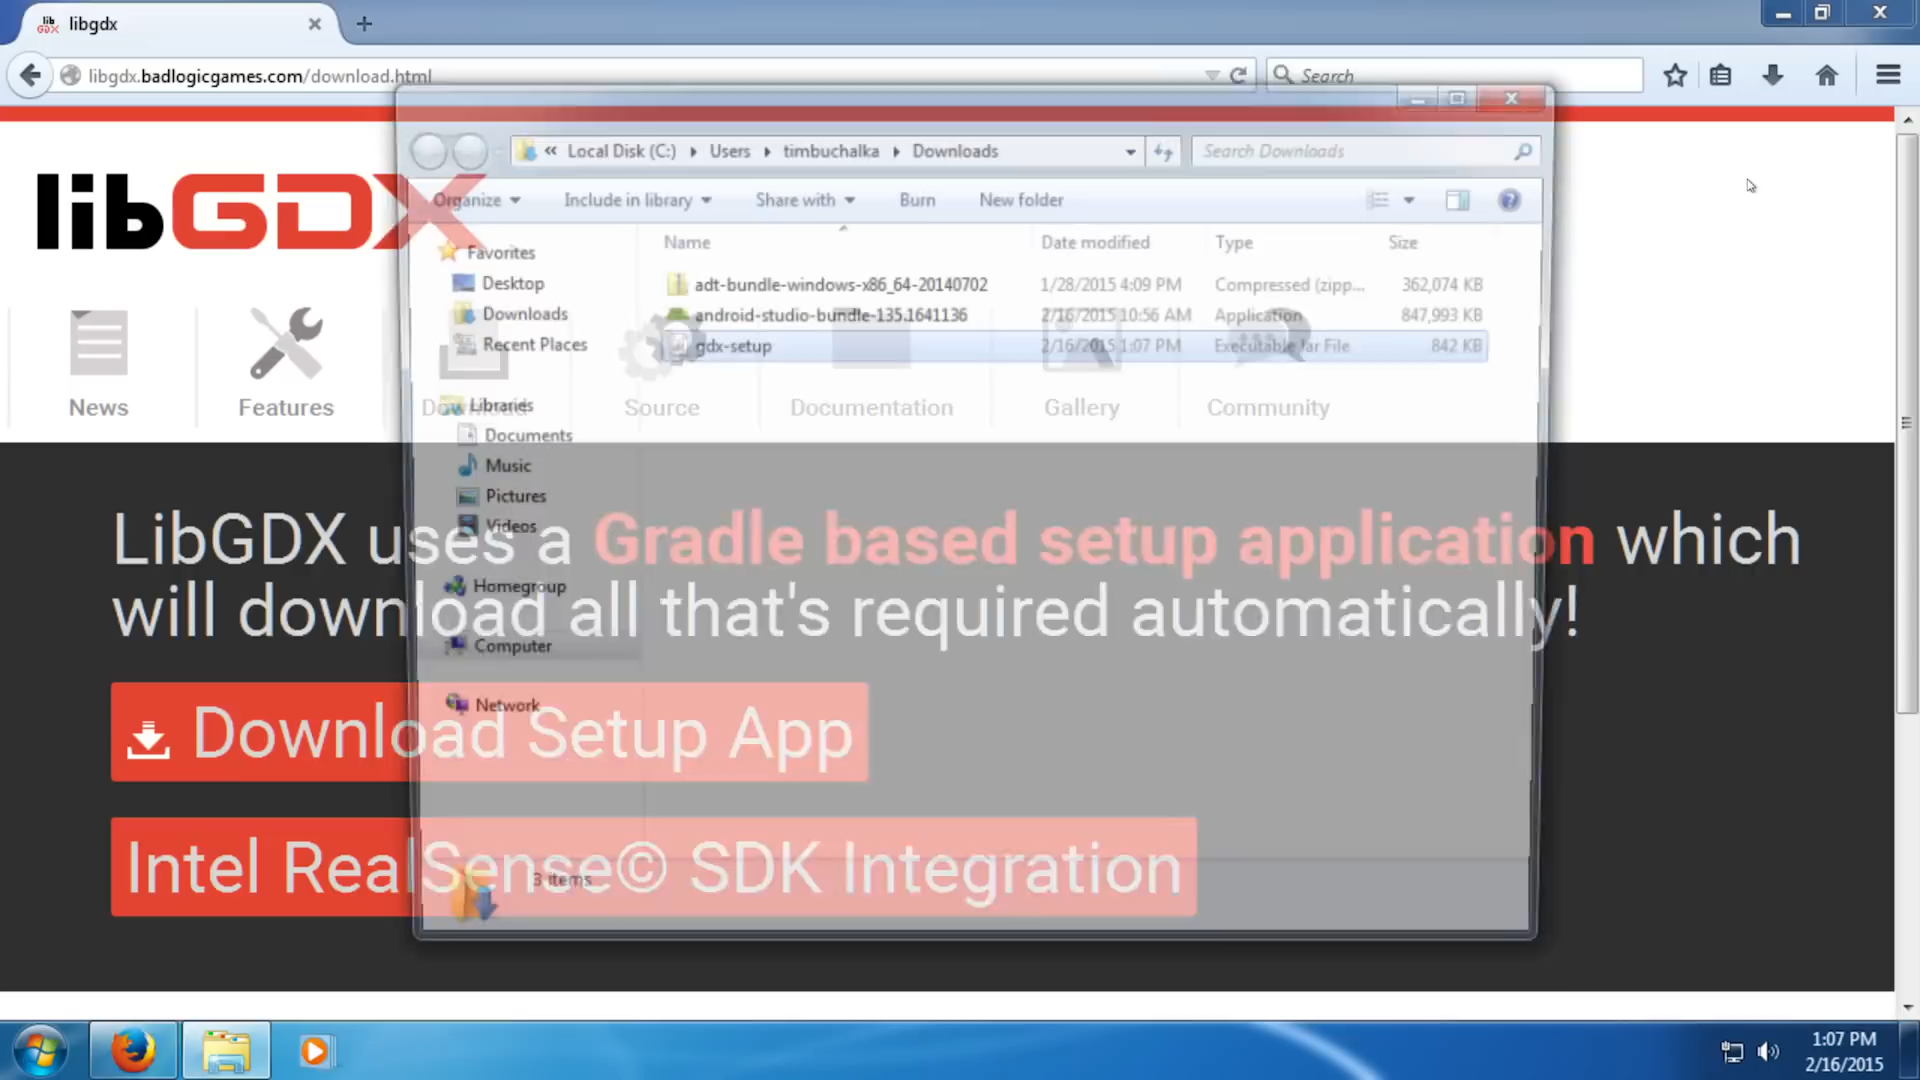 libgdx
libgdx.badlogicgames.com/download.html
Search
« Local Disk (C:) ▸ Users ▸ timbuchalka ▸ Downloads
Search Downloads
libGDX
Organize
Include in library
Share with
Burn
New folder
Name
Date modified
Type
Size
Favorites
Desktop
Downloads
Recent Places
Libraries
Documents
Music
Pictures
Videos
Homegroup
Computer
Network
adt-bundle-windows-x86_64-20140702 1/28/2015 4:09 PM Compressed (zipp... 362,074 KB
android-studio-bundle-135.1641136 2/16/2015 10:56 AM Application 847,993 KB
gdx-setup 2/16/2015 1:07 PM Executable Jar File 842 KB
News
Features
Download
Source
Documentation
Gallery
Community
LibGDX uses a Gradle based setup application which
will download all that's required automatically!
Download Setup App
Intel RealSense© SDK Integration
3 items
1:07 PM
2/16/2015